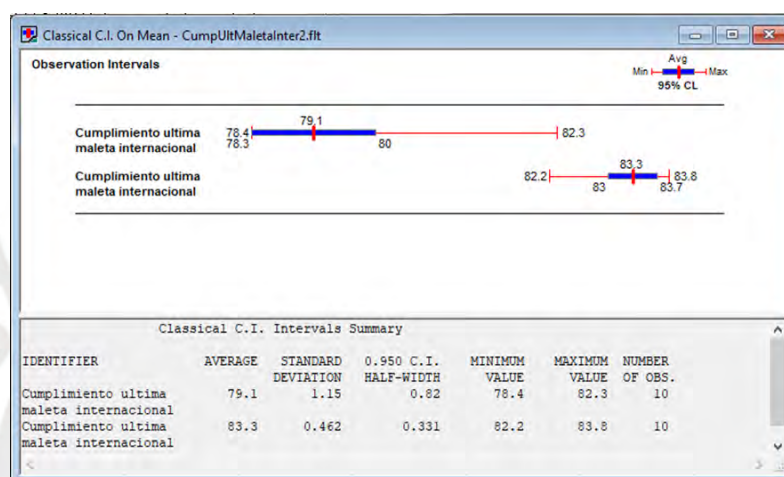 Classical C.I. On Mean - CumpUltMaletaInter2.flt
Observation Intervals
Avg
Min Max
95% CL
Cumplimiento ultima
maleta internacional
78.4 79.1 82.3
78.3 80
Cumplimiento ultima
maleta internacional
82.2 83.3 83.8
83 83.7
Classical C.I. Intervals Summary
IDENTIFIER AVERAGE STANDARD 0.950 C.I. MINIMUM MAXIMUM NUMBER
DEVIATION HALF-WIDTH VALUE VALUE OF OBS.
Cumplimiento ultima 79.1 1.15 0.82 78.4 82.3 10
maleta internacional
Cumplimiento ultima 83.3 0.462 0.331 82.2 83.8 10
maleta internacional